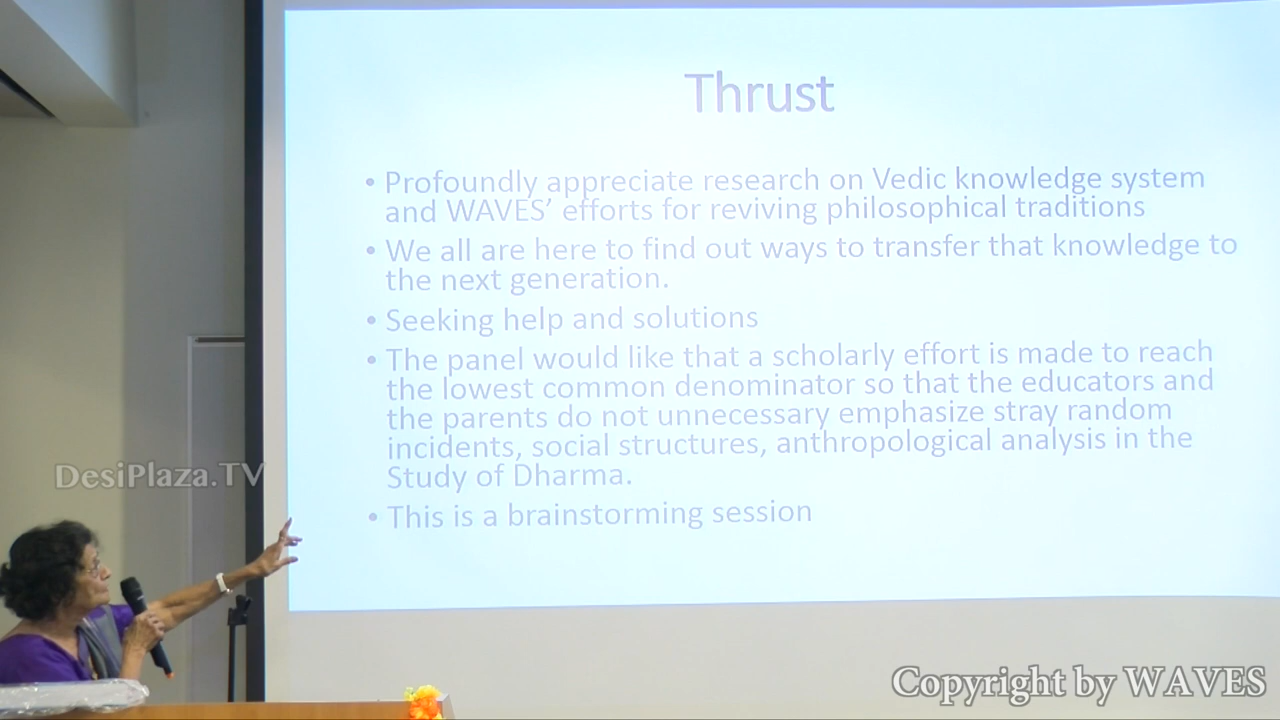 Thrust
• Profoundly appreciate research on Vedic knowledge system
and WAVES’ efforts for reviving philosophical traditions
• We all are here to find out ways to transfer that knowledge to
the next generation.
• Seeking help and solutions
• The panel would like that a scholarly effort is made to reach
the lowest common denominator so that the educators and
the parents do not unnecessary emphasize stray random
incidents, social structures, anthropological analysis in the
Study of Dharma.
• This is a brainstorming session
DesiPlaza.TV
Copyright by WAVES